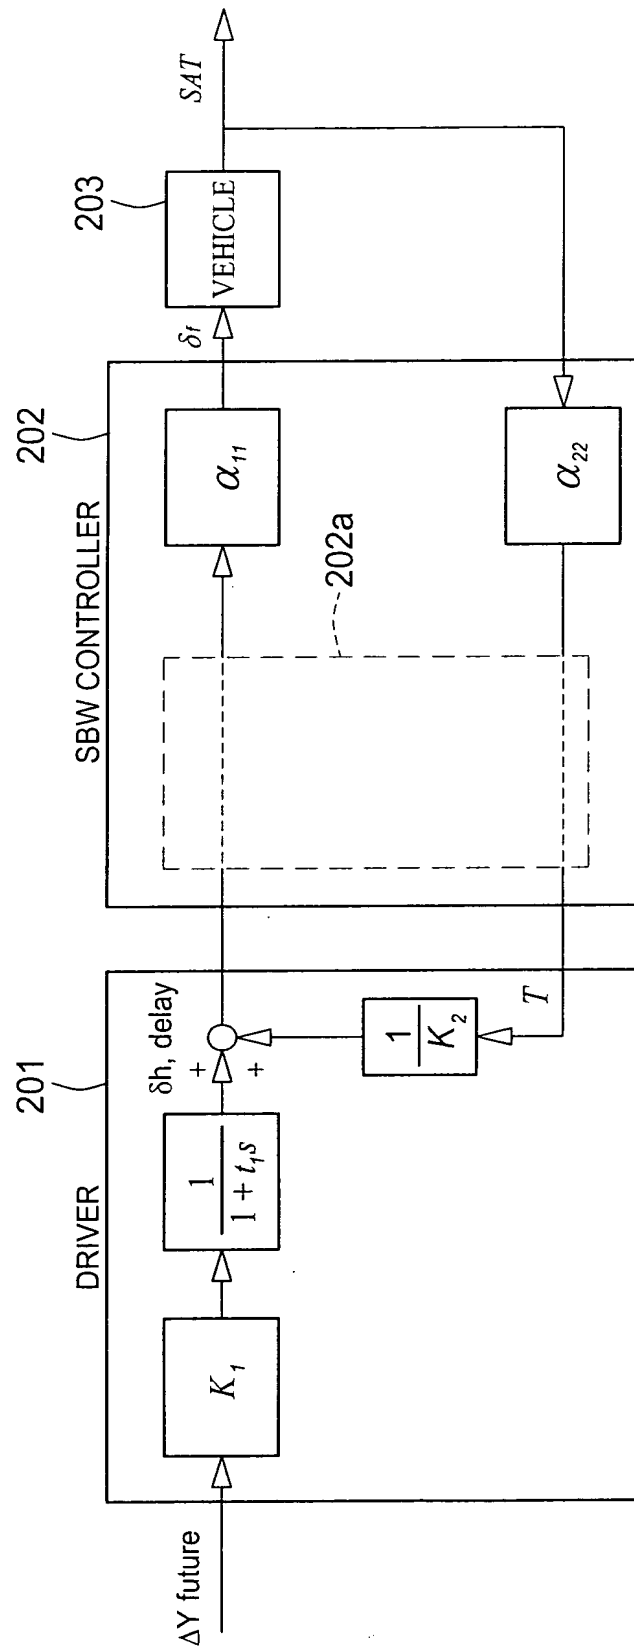 ΔY future
DRIVER
201
K₁
1
1 + t₁s
δh, delay
+
+
1
K₂
T
SBW CONTROLLER
202
202a
α₁₁
α₂₂
δf
203
VEHICLE
SAT